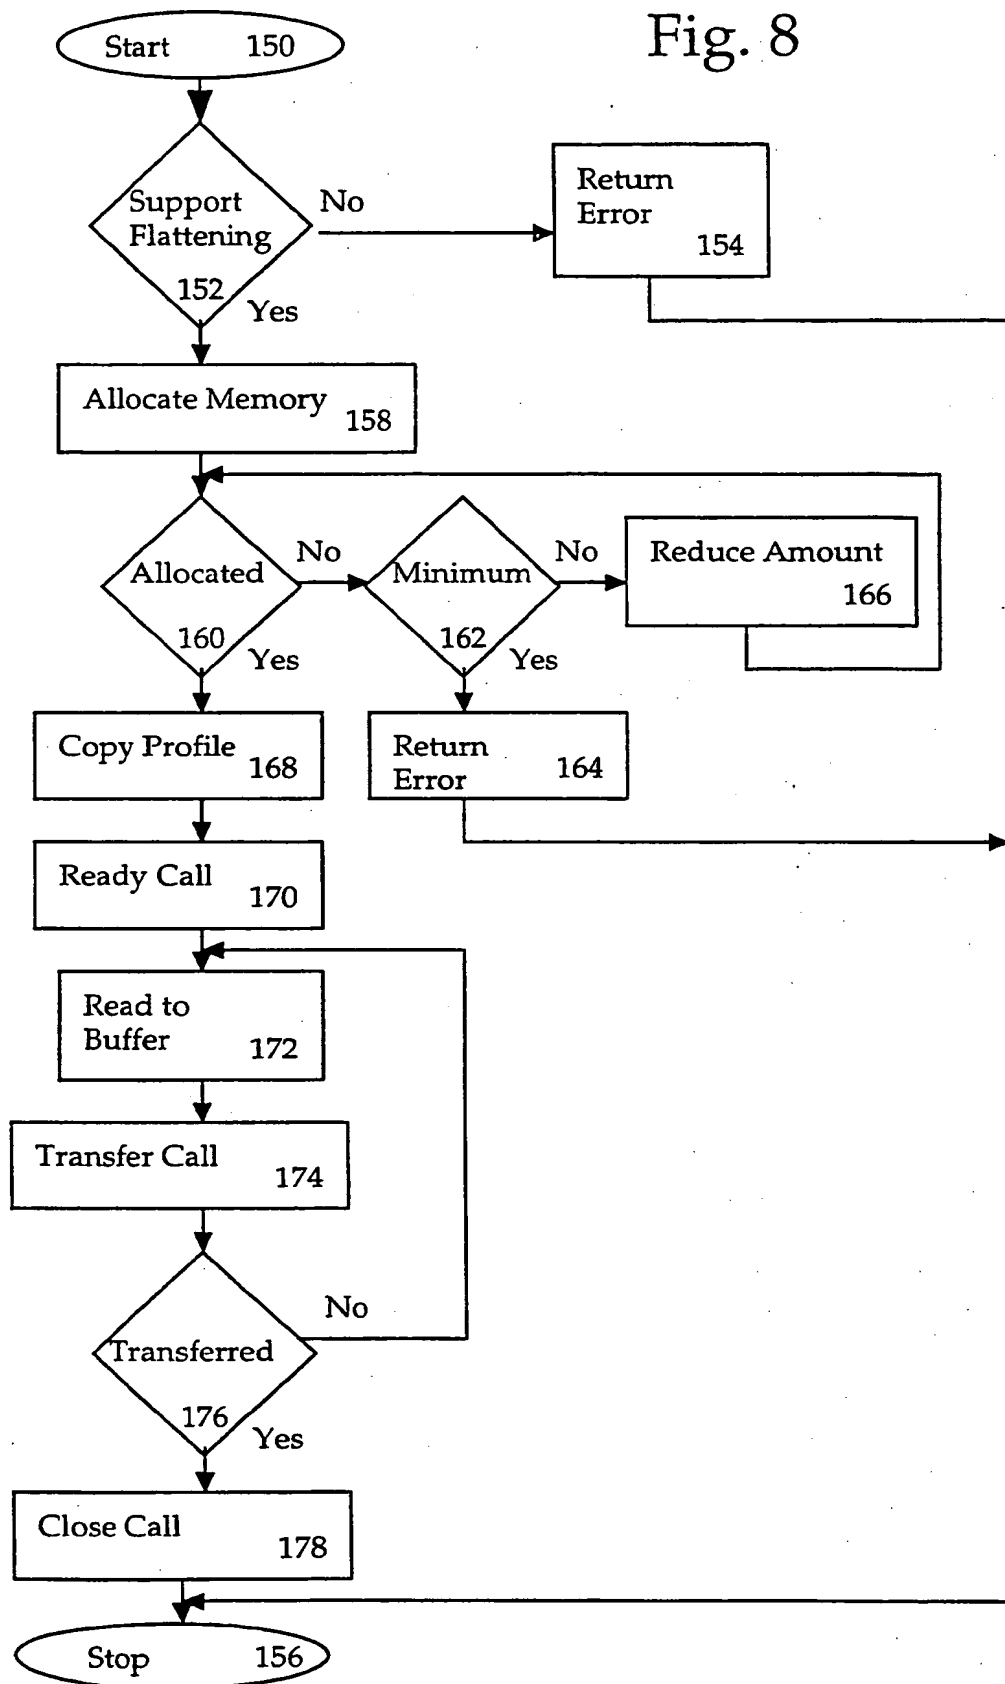 Fig. 8
Start 150
Support
Flattening
152
No
Yes
Return
Error
154
Allocate Memory
158
Allocated
160
No
Yes
Minimum
162
No
Yes
Reduce Amount
166
Copy Profile
168
Return
Error
164
Ready Call
170
Read to
Buffer
172
Transfer Call
174
Transferred
176
No
Yes
Close Call
178
Stop 156